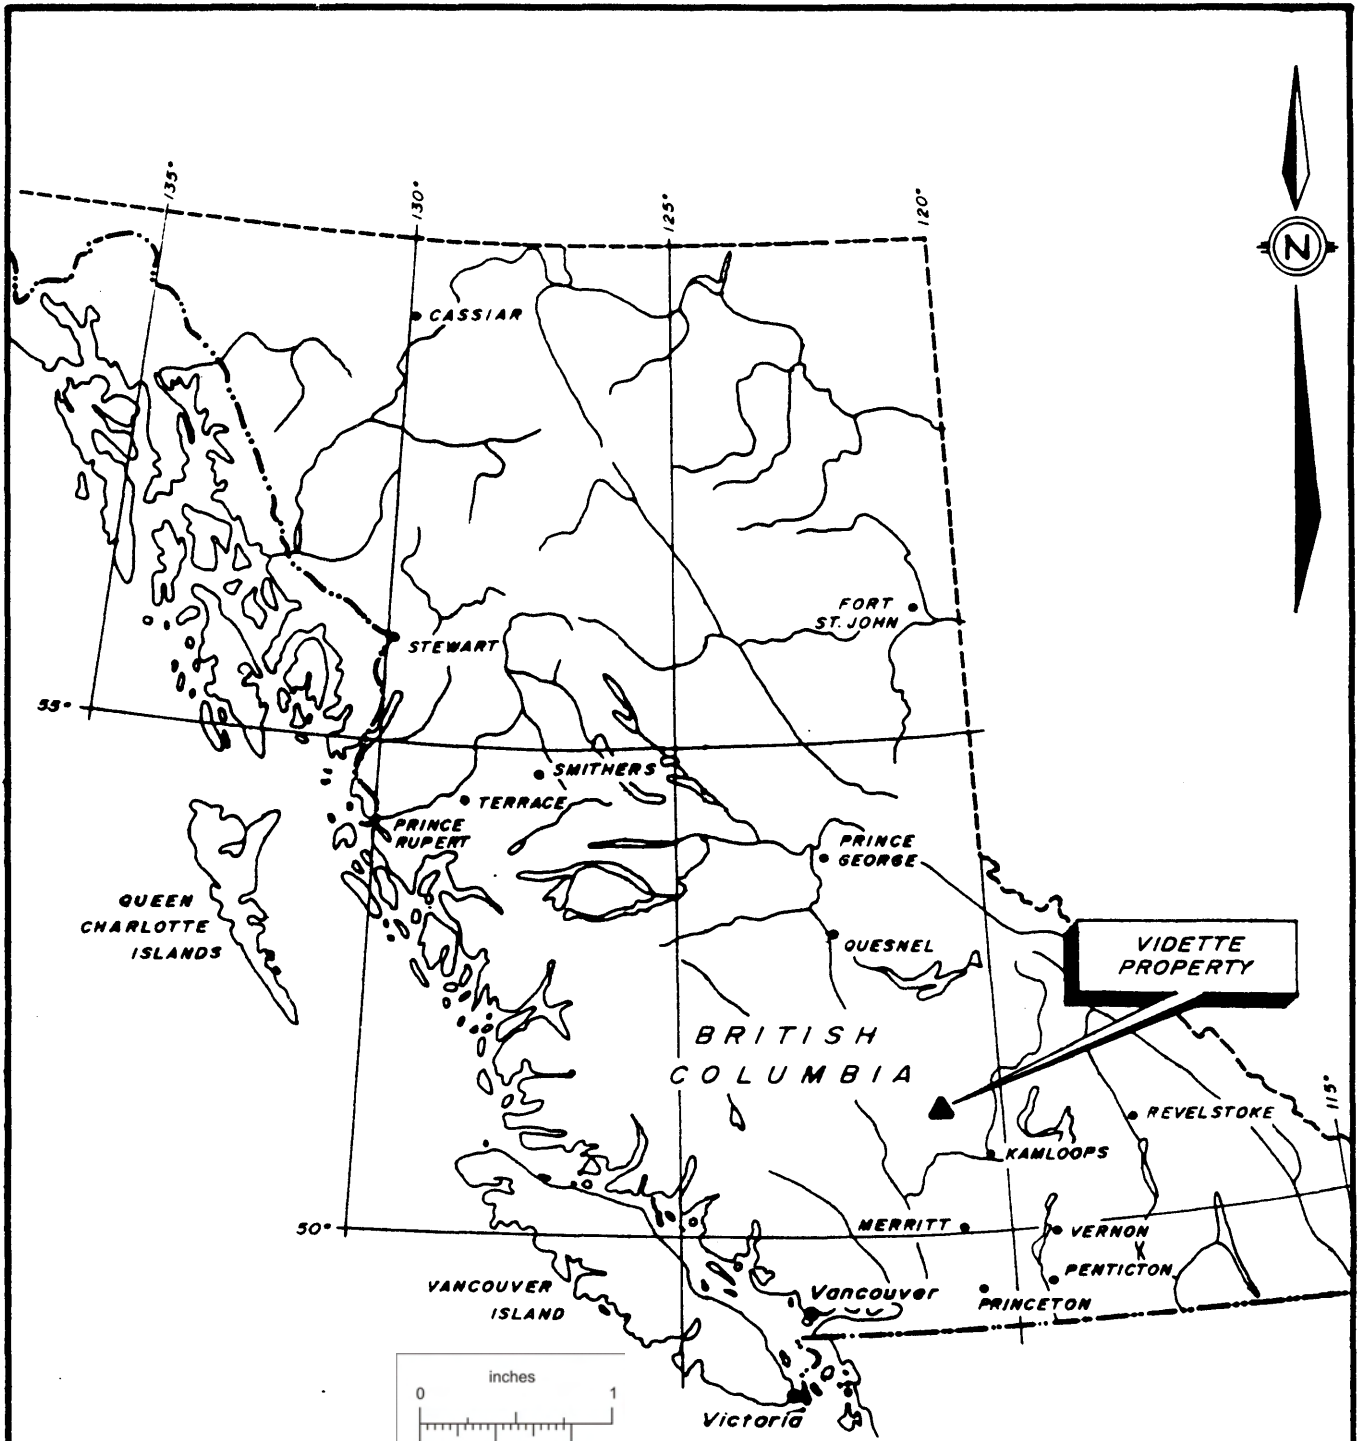 135°
130°
125°
120°
N
CASSIAR
FORT
ST. JOHN
STEWART
55°
SMITHERS
TERRACE
PRINCE
RUPERT
PRINCE
GEORGE
QUEEN
CHARLOTTE
ISLANDS
QUESNEL
VIDETTE
PROPERTY
BRITISH
COLUMBIA
115°
REVELSTOKE
KAMLOOPS
50°
MERRITT
VERNON
X
PENTICTON
VANCOUVER
ISLAND
Vancouver
PRINCETON
inches
0 1
Victoria